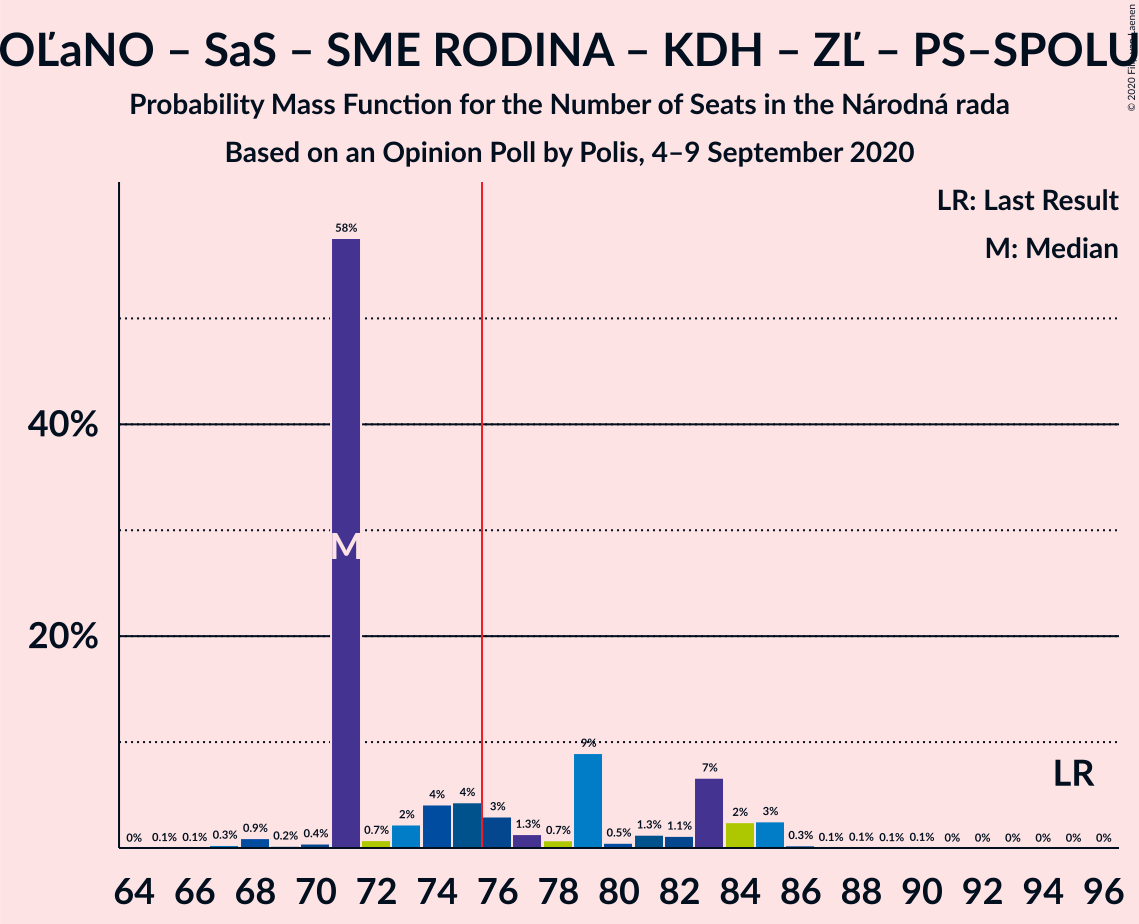 OĽaNO – SaS – SME RODINA – KDH – ZĽ – PS–SPOLU
Probability Mass Function for the Number of Seats in the Národná rada
Based on an Opinion Poll by Polis, 4–9 September 2020
© 2020 Filip van Laenen
LR: Last Result
M: Median
58%
40%
M
20%
9%
7%
LR
0% 0.1% 0.1% 0.3% 0.9% 0.2% 0.4% 0.7% 2% 4% 4% 3% 1.3% 0.7% 0.5% 1.3% 1.1% 2% 3% 0.3% 0.1% 0.1% 0.1% 0.1% 0% 0% 0% 0% 0% 0%
64 66 68 70 72 74 76 78 80 82 84 86 88 90 92 94 96